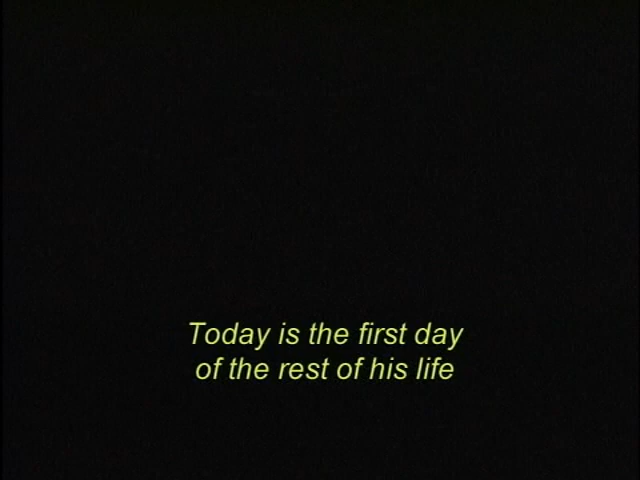 Today is the first day
of the rest of his life